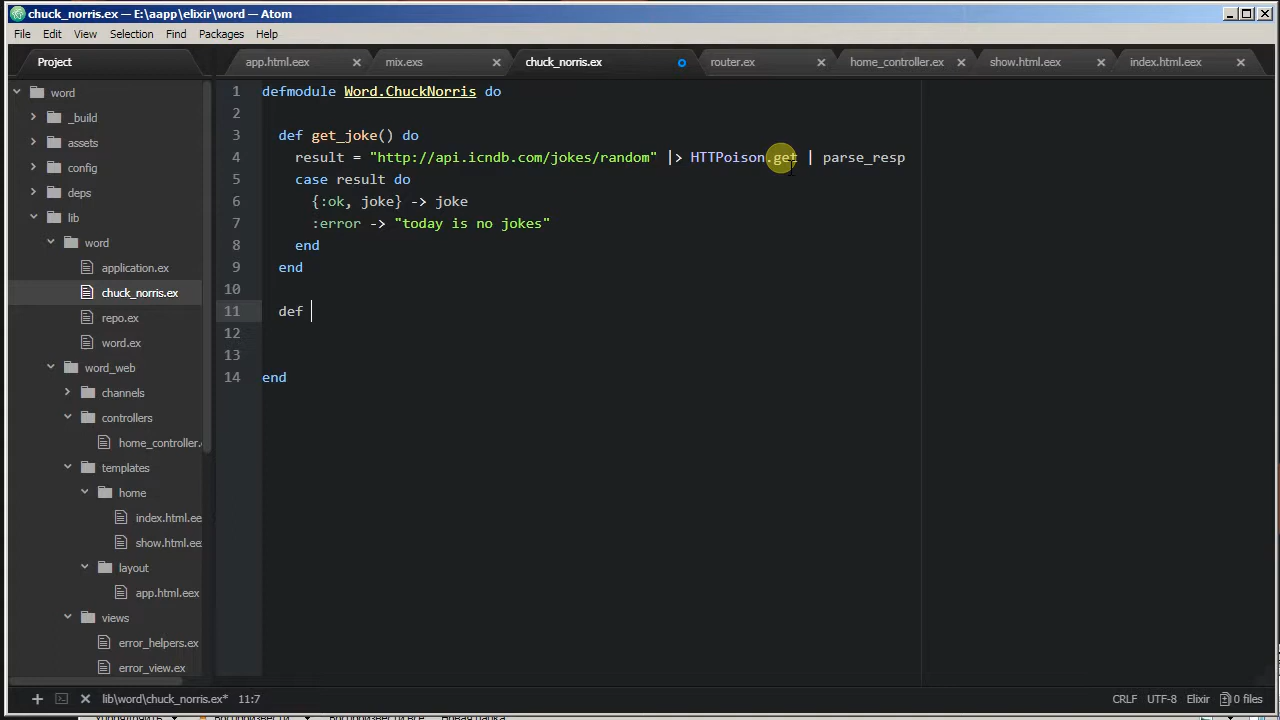 chuck_norris.ex — E:\aapp\elixir\word — Atom
File Edit View Selection Find Packages Help
Project
app.html.eex
mix.exs
chuck_norris.ex
router.ex
home_controller.ex
show.html.eex
index.html.eex
word
_build
assets
config
deps
lib
word
application.ex
chuck_norris.ex
repo.ex
word.ex
word_web
channels
controllers
home_controller.
templates
home
index.html.ee
show.html.ee
layout
app.html.eex
views
error_helpers.ex
error_view.ex
1 defmodule Word.ChuckNorris do
2
3 def get_joke() do
4 result = "http://api.icndb.com/jokes/random" |> HTTPoison.get | parse_resp
5 case result do
6 {:ok, joke} -> joke
7 :error -> "today is no jokes"
8 end
9 end
10
11 def
12
13
14 end
lib\word\chuck_norris.ex* 11:7
CRLF UTF-8 Elixir 0 files